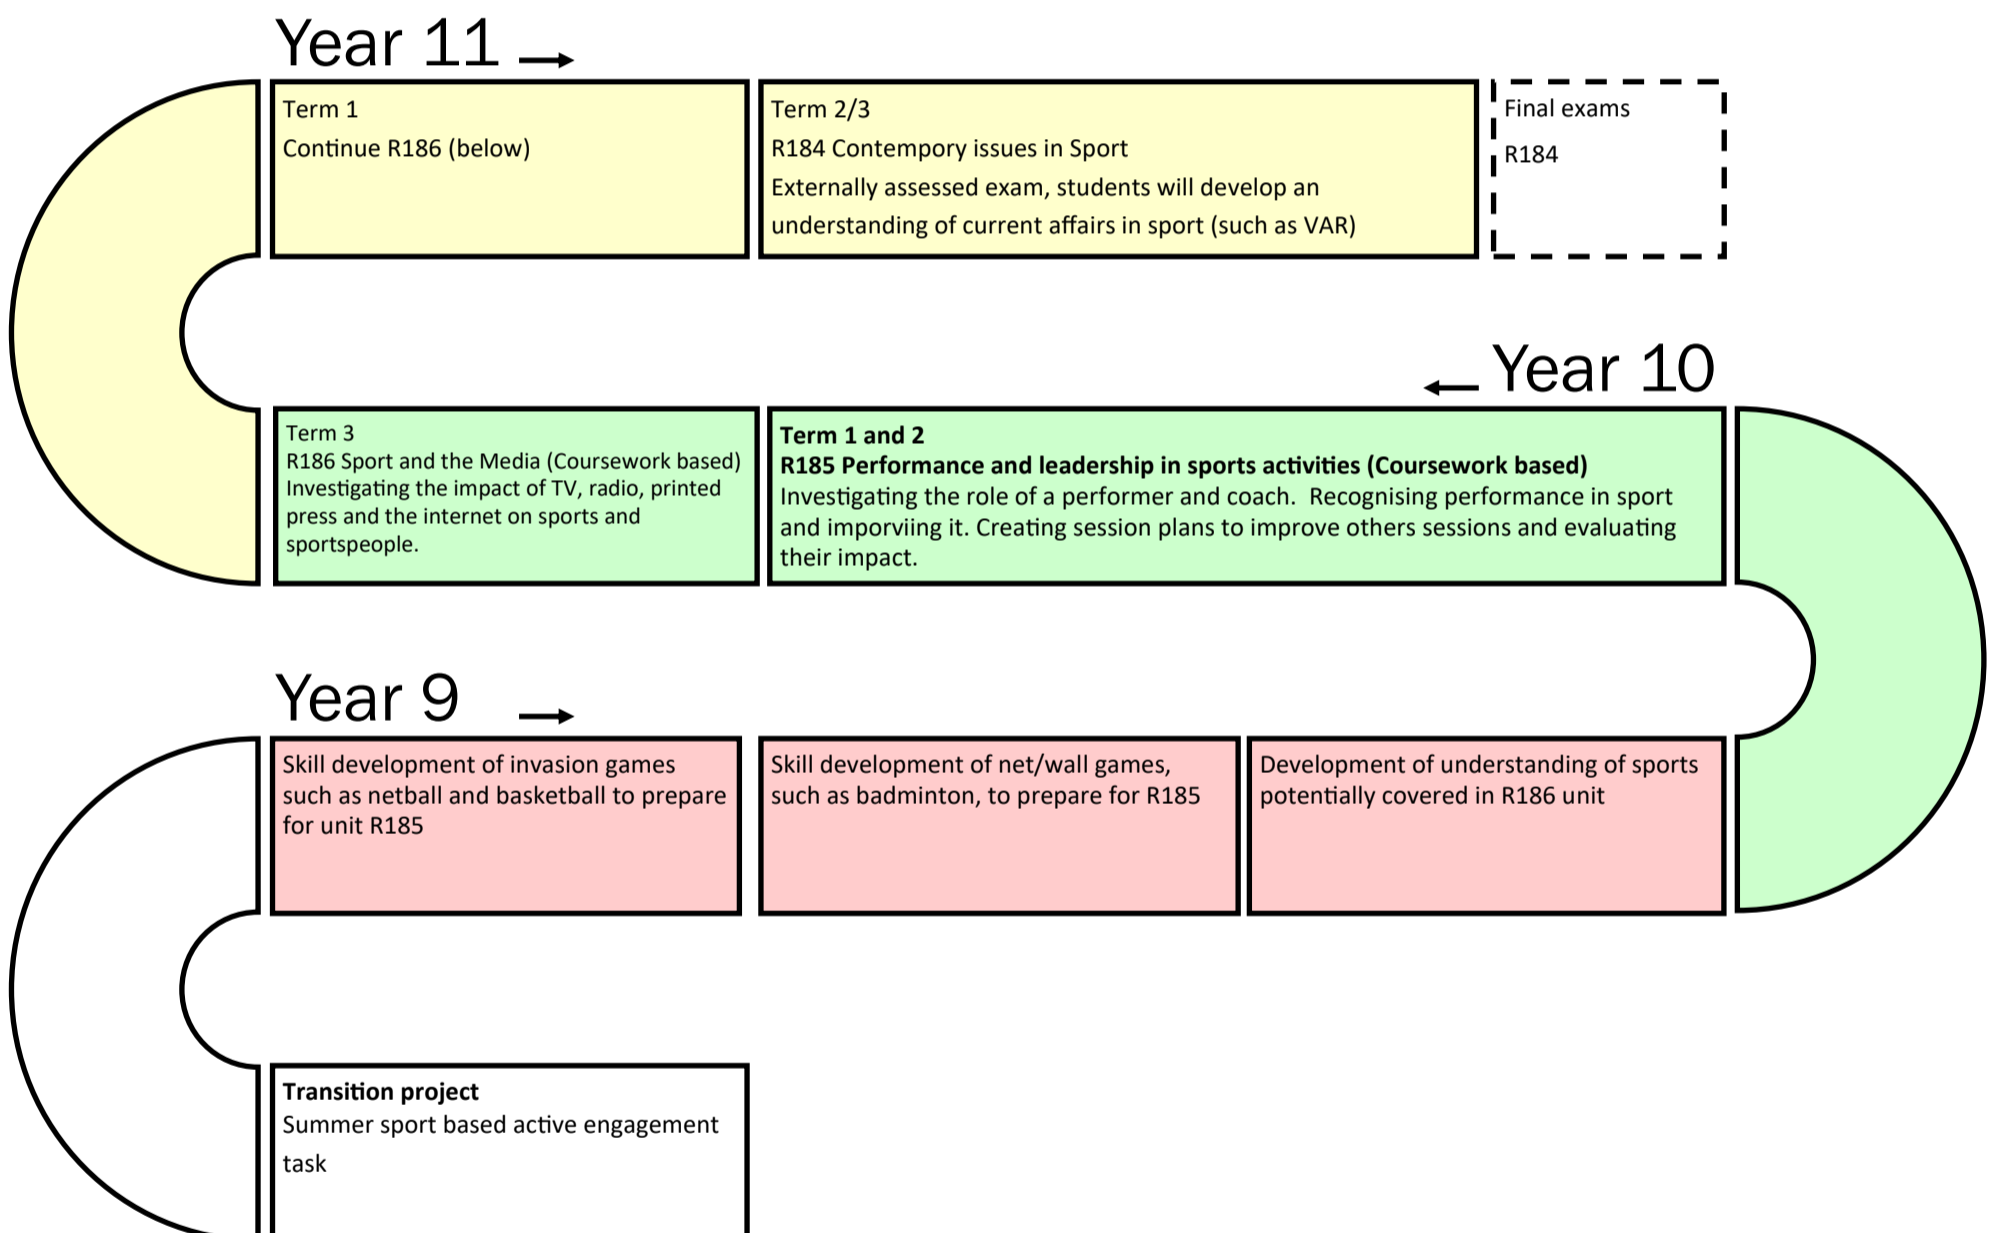 Year 11
Term 1
Continue R186 (below)
Term 2/3
R184 Contempory issues in Sport
Externally assessed exam, students will develop an
understanding of current affairs in sport (such as VAR)
Final exams
R184
Year 10
Term 1 and 2
R185 Performance and leadership in sports activities (Coursework based)
Investigating the role of a performer and coach.  Recognising performance in sport
and imporviing it. Creating session plans to improve others sessions and evaluating
their impact.
Term 3
R186 Sport and the Media (Coursework based)
Investigating the impact of TV, radio, printed
press and the internet on sports and
sportspeople.
Year 9
Skill development of invasion games
such as netball and basketball to prepare
for unit R185
Skill development of net/wall games,
such as badminton, to prepare for R185
Development of understanding of sports
potentially covered in R186 unit
Transition project
Summer sport based active engagement
task